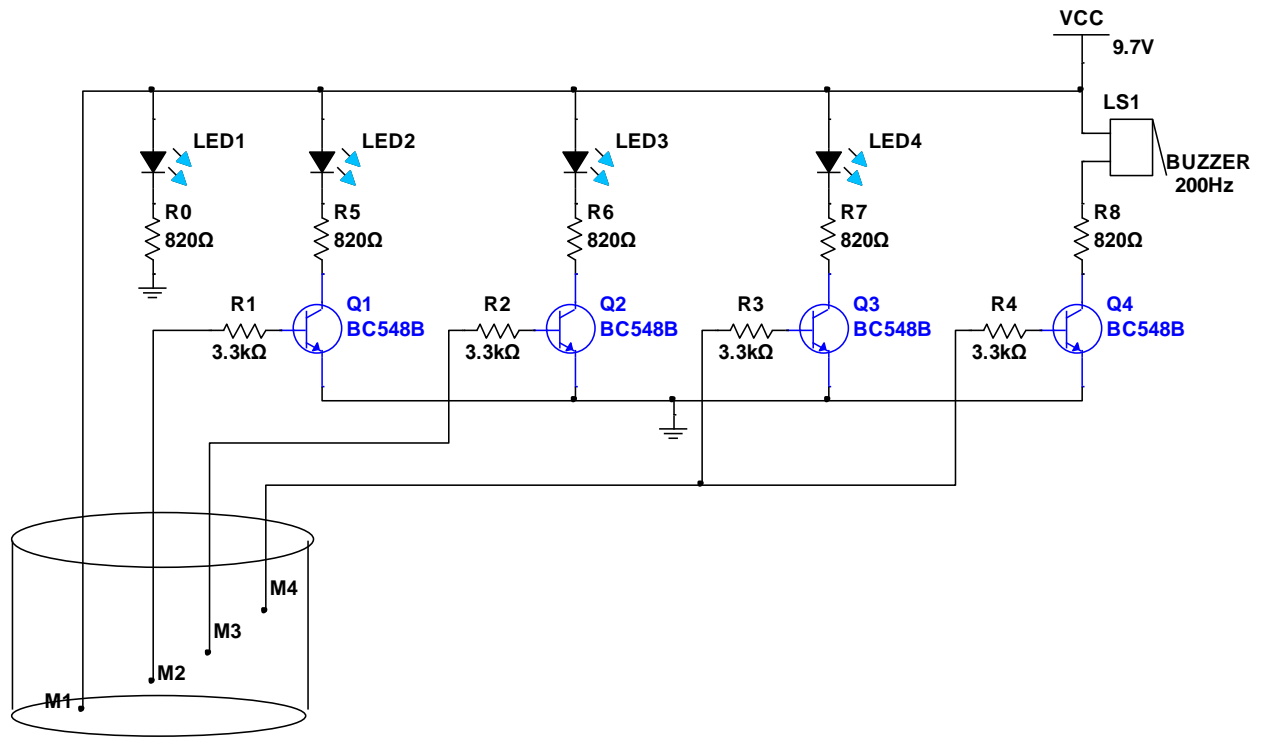 VCC
9.7V
LS1
BUZZER
200Hz
LED1
LED2
LED3
LED4
R0
820Ω
R5
820Ω
R6
820Ω
R7
820Ω
R8
820Ω
R1
3.3kΩ
Q1
BC548B
R2
3.3kΩ
Q2
BC548B
R3
3.3kΩ
Q3
BC548B
R4
3.3kΩ
Q4
BC548B
M4
M3
M2
M1